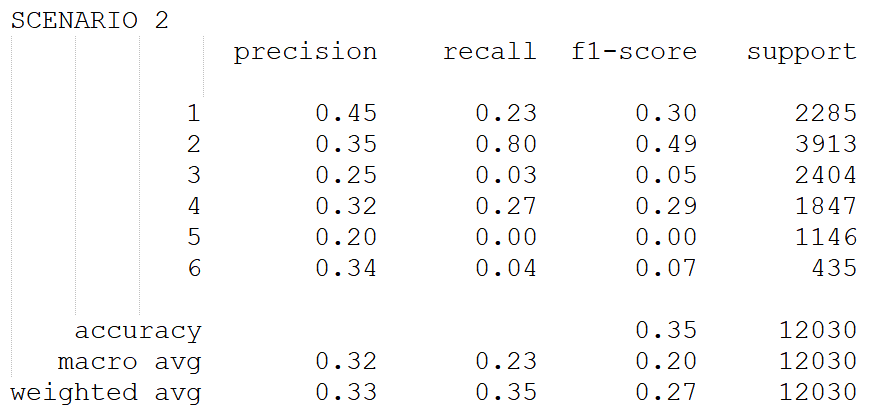 SCENARIO 2
precision recall f1-score support
1 0.45 0.23 0.30 2285
2 0.35 0.80 0.49 3913
3 0.25 0.03 0.05 2404
4 0.32 0.27 0.29 1847
5 0.20 0.00 0.00 1146
6 0.34 0.04 0.07 435
accuracy 0.35 12030
macro avg 0.32 0.23 0.20 12030
weighted avg 0.33 0.35 0.27 12030